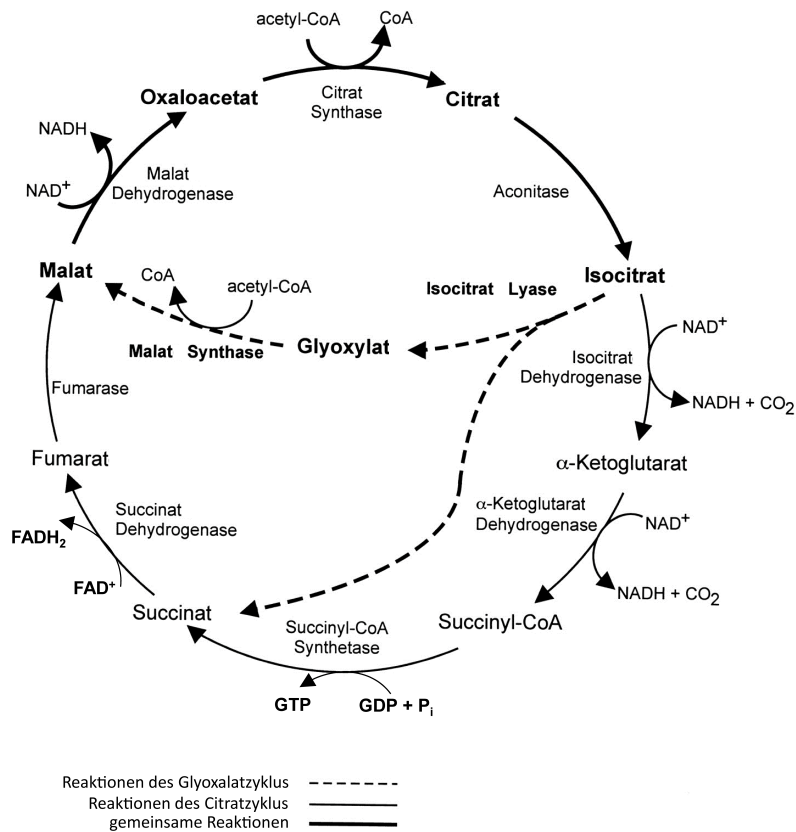 acetyl-CoA
CoA
Oxaloacetat
Citrat
Synthase
Citrat
NADH
NAD+
Malat
Dehydrogenase
Aconitase
Malat
CoA
acetyl-CoA
Isocitrat Lyase
Isocitrat
Malat Synthase
Glyoxylat
NAD+
Isocitrat
Dehydrogenase
NADH + CO2
Fumarase
Fumarat
α-Ketoglutarat
Succinat
Dehydrogenase
FADH2
FAD+
α-Ketoglutarat
Dehydrogenase
NAD+
NADH + CO2
Succinat
Succinyl-CoA
Synthetase
Succinyl-CoA
GTP
GDP + Pi
Reaktionen des Glyoxalatzyklus
Reaktionen des Citratzyklus
gemeinsame Reaktionen